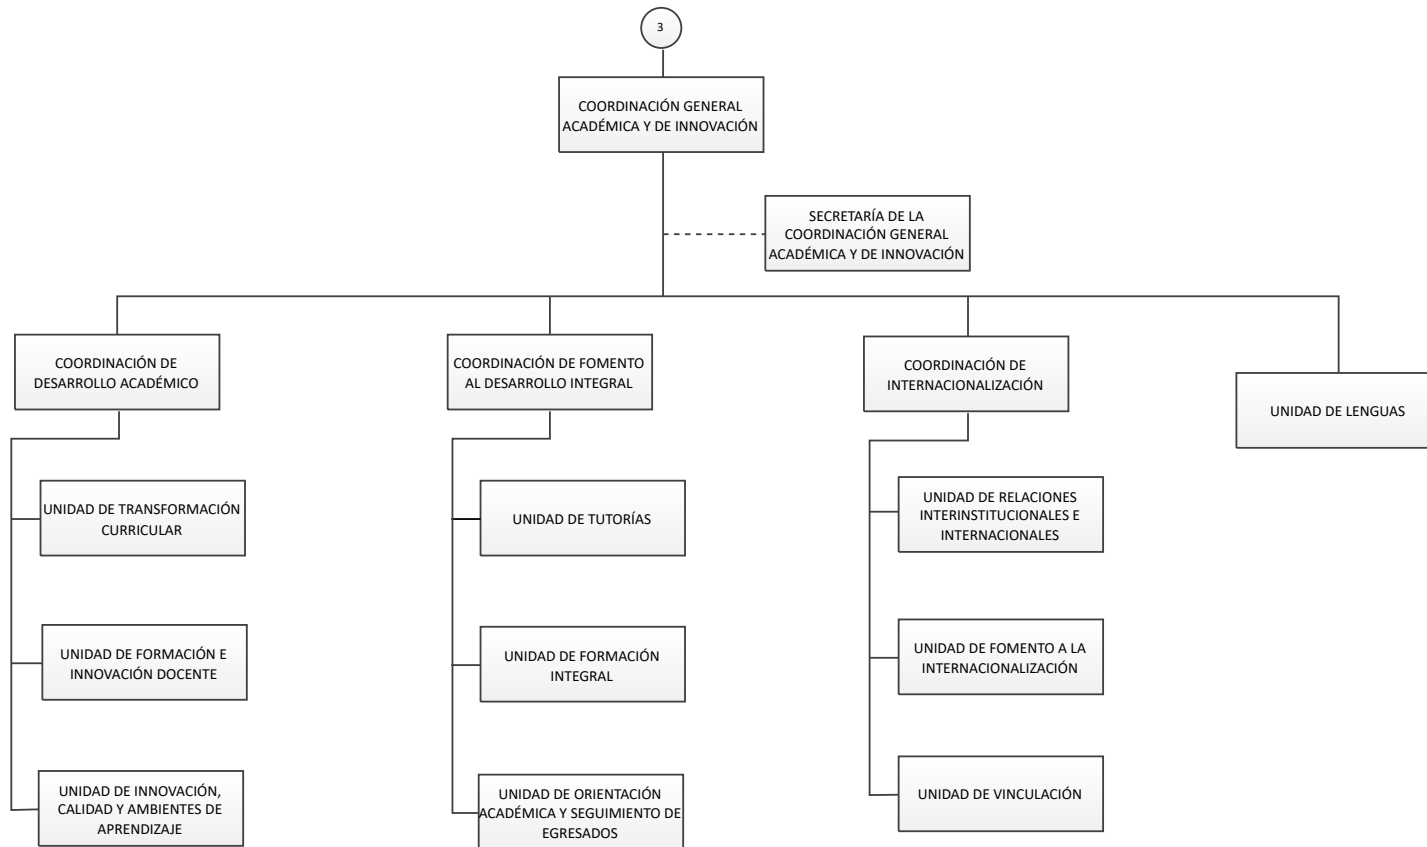 3
COORDINACIÓN GENERAL
ACADÉMICA Y DE INNOVACIÓN
SECRETARÍA DE LA
COORDINACIÓN GENERAL
ACADÉMICA Y DE INNOVACIÓN
COORDINACIÓN DE
DESARROLLO ACADÉMICO
COORDINACIÓN DE FOMENTO
AL DESARROLLO INTEGRAL
COORDINACIÓN DE
INTERNACIONALIZACIÓN
UNIDAD DE LENGUAS
UNIDAD DE TRANSFORMACIÓN
CURRICULAR
UNIDAD DE TUTORÍAS
UNIDAD DE RELACIONES
INTERINSTITUCIONALES E
INTERNACIONALES
UNIDAD DE FORMACIÓN E
INNOVACIÓN DOCENTE
UNIDAD DE FORMACIÓN
INTEGRAL
UNIDAD DE FOMENTO A LA
INTERNACIONALIZACIÓN
UNIDAD DE INNOVACIÓN,
CALIDAD Y AMBIENTES DE
APRENDIZAJE
UNIDAD DE ORIENTACIÓN
ACADÉMICA Y SEGUIMIENTO DE
EGRESADOS
UNIDAD DE VINCULACIÓN